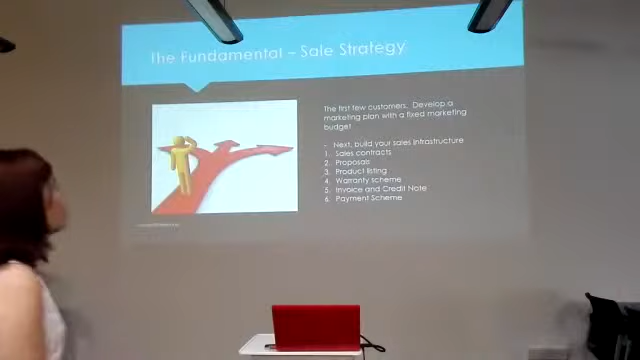 The Fundamental – Sale Strategy
The first few customers. Develop a
marketing plan with a fixed marketing
budget
- Next, build your sales infrastructure
1. Sales contracts
2. Proposals
3. Product listing
4. Warranty scheme
5. Invoice and Credit Note
6. Payment Scheme